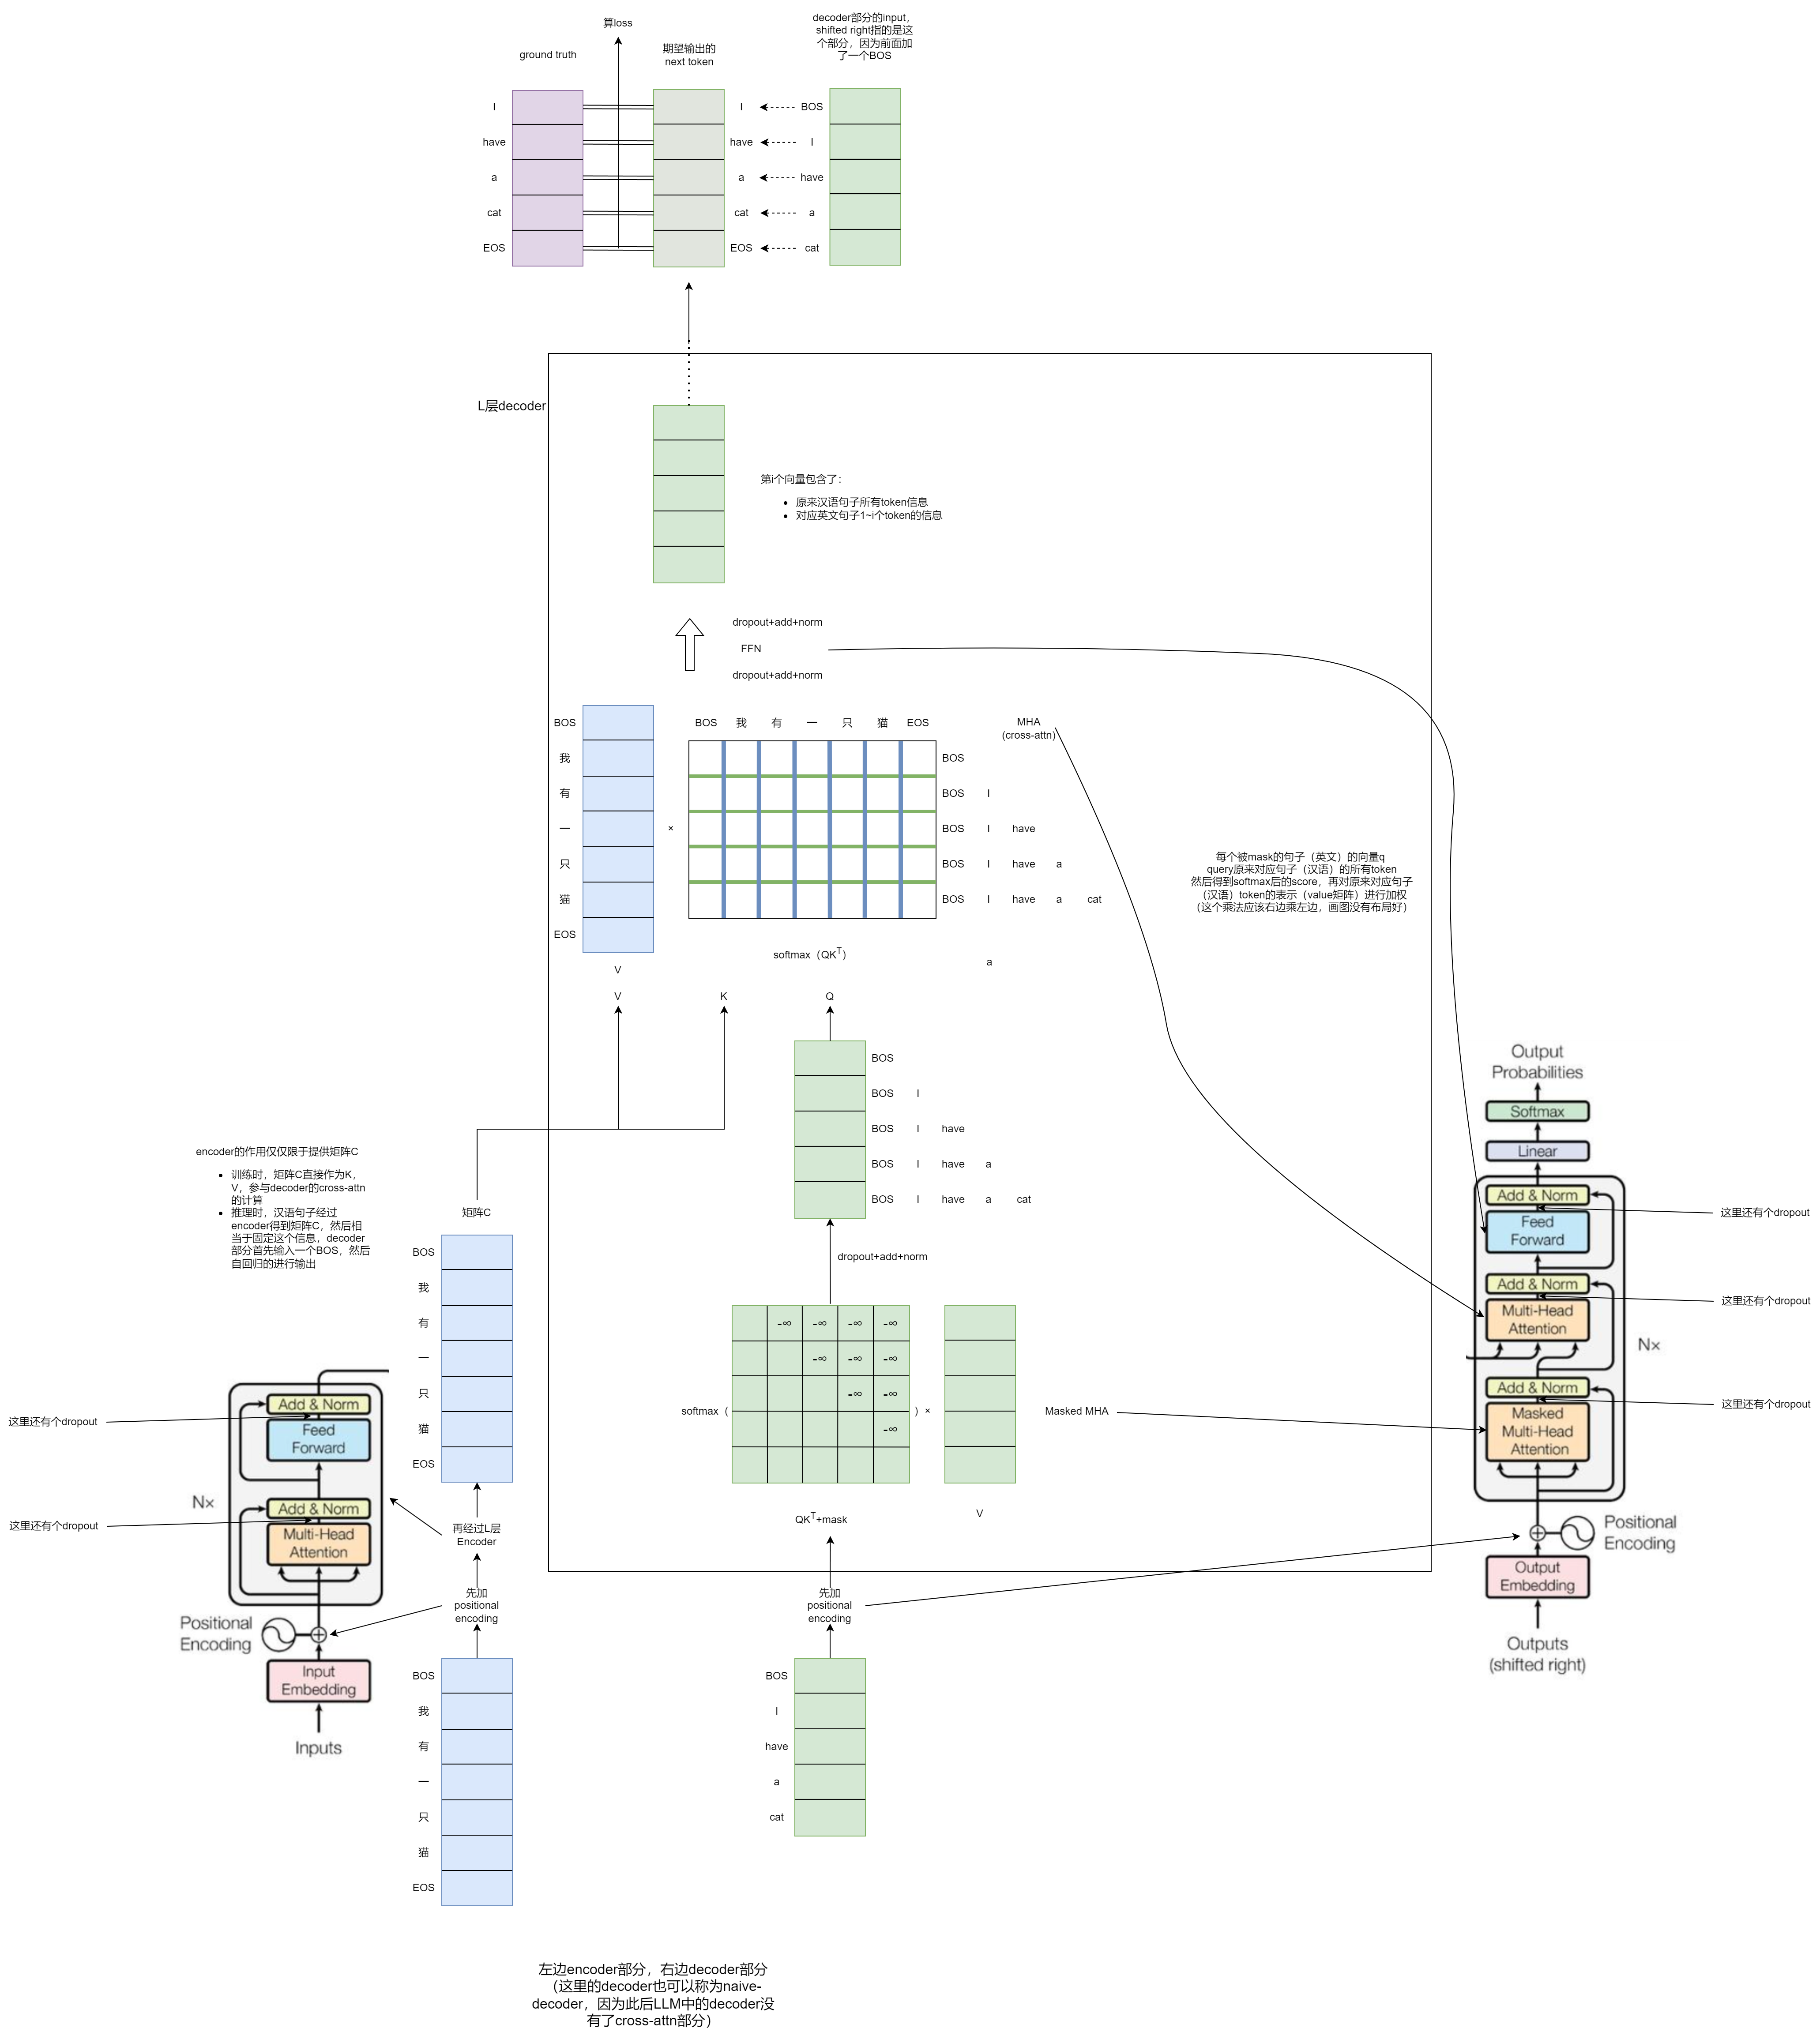 算loss
ground truth
期望输出的
next token
decoder部分的input,
shifted right指的是这
个部分，因为前面加
了一个BOS
I I BOS
have have I
a a have
cat cat a
EOS EOS cat
L层decoder
第i个向量包含了：
• 原来汉语句子所有token信息
• 对应英文句子1~i个token的信息
dropout+add+norm
FFN
dropout+add+norm
BOS
我
有
一
只
猫
EOS
V
×
BOS 我 有 一 只 猫 EOS
BOS
BOS I
BOS I have
BOS I have a
BOS I have a cat
softmax（QK^T）
a
MHA
(cross-attn)
每个被mask的句子（英文）的向量q
query原来对应句子（汉语）的所有token
然后得到softmax后的score，再对原来对应句子
（汉语）token的表示（value矩阵）进行加权
（这个乘法应该右边乘左边，画图没有布局好）
V K Q
BOS
BOS I
BOS I have
BOS I have a
BOS I have a cat
dropout+add+norm
encoder的作用仅仅限于提供矩阵C
• 训练时，矩阵C直接作为K，
V，参与decoder的cross-attn
的计算
• 推理时，汉语句子经过
encoder得到矩阵C，然后相
当于固定这个信息，decoder
部分首先输入一个BOS，然后
自回归的进行输出
矩阵C
BOS
我
有
一
只
猫
EOS
再经过L层
Encoder
先加
positional
encoding
BOS
我
有
一
只
猫
EOS
-∞ -∞ -∞ -∞
-∞ -∞ -∞
-∞ -∞
softmax（ ）×
-∞
Masked MHA
QK^T+mask
V
先加
positional
encoding
BOS
I
have
a
cat
Add & Norm
这里还有个dropout
Feed
Forward
N×
Add & Norm
这里还有个dropout
Multi-Head
Attention
Positional
Encoding
Input
Embedding
Inputs
Output
Probabilities
Softmax
Linear
Add & Norm
这里还有个dropout
Feed
Forward
Add & Norm
这里还有个dropout
Multi-Head
Attention
N×
Add & Norm
这里还有个dropout
Masked
Multi-Head
Attention
Positional
Encoding
Output
Embedding
Outputs
(shifted right)
左边encoder部分，右边decoder部分
（这里的decoder也可以称为naive-
decoder，因为此后LLM中的decoder没
有了cross-attn部分）